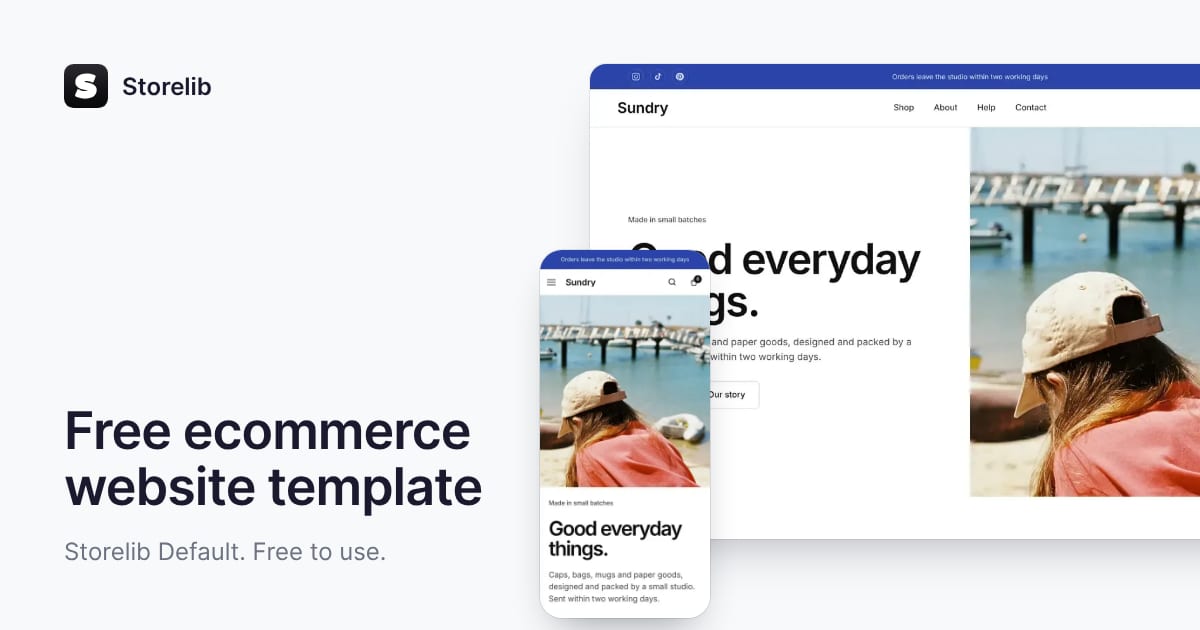 Storelib
Free ecommerce
website template
Storelib Default. Free to use.
Orders leave the studio within two working days
Sundry
Shop About Help Contact
Made in small batches
d everyday
gs.
and paper goods, designed and packed by a
within two working days.
Our story
Orders leave the studio within two working days
Sundry
Made in small batches
Good everyday
things.
Caps, bags, mugs and paper goods,
designed and packed by a small studio.
Sent within two working days.